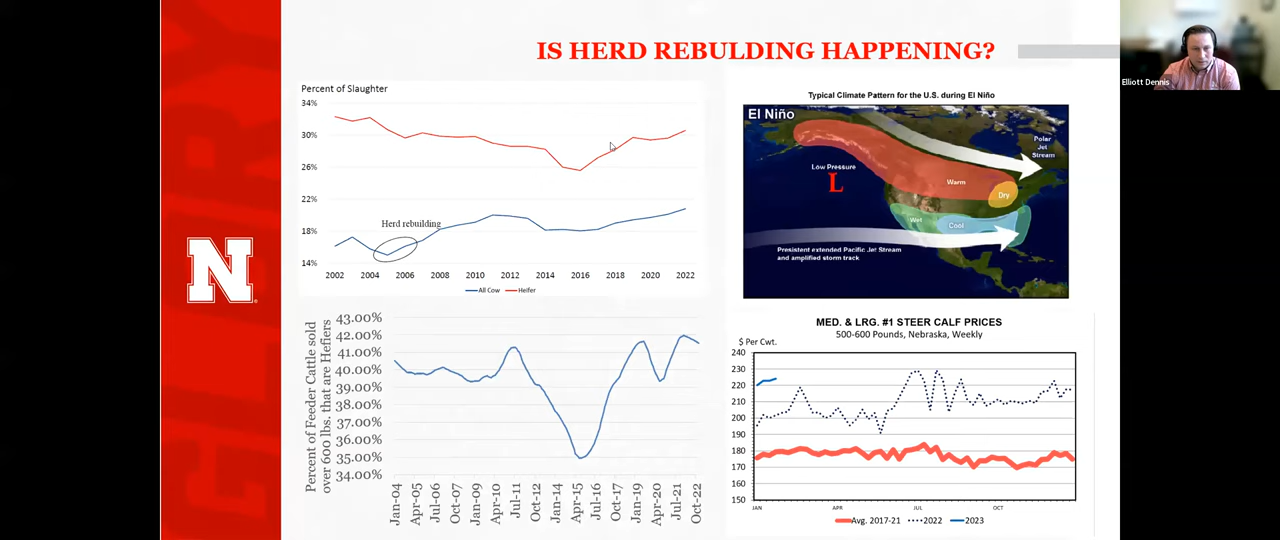 IS HERD REBULDING HAPPENING?
Elliott Dennis
Percent of Slaughter
34%
30%
26%
22%
18%
14%
Herd rebuilding
2002
2004
2006
2008
2010
2012
2014
2016
2018
2020
2022
All Cow
Heifer
Typical Climate Pattern for the U.S. during El Niño
El Niño
Polar
Jet
Stream
Low Pressure
L
Warm
Dry
Wet
Cool
Presistent extended Pacific Jet Stream
and amplified storm track
N
Percent of Feeder Cattle sold
over 600 lbs. that are Hefiers
43.00%
42.00%
41.00%
40.00%
39.00%
38.00%
37.00%
36.00%
35.00%
34.00%
Jan-04
Apr-05
Jul-06
Oct-07
Jan-09
Apr-10
Jul-11
Oct-12
Jan-14
Apr-15
Jul-16
Oct-17
Jan-19
Apr-20
Jul-21
Oct-22
MED. & LRG. #1 STEER CALF PRICES
500-600 Pounds, Nebraska, Weekly
$ Per Cwt.
240
230
220
210
200
190
180
170
160
150
JAN
APR
JUL
OCT
Avg. 2017-21
2022
2023